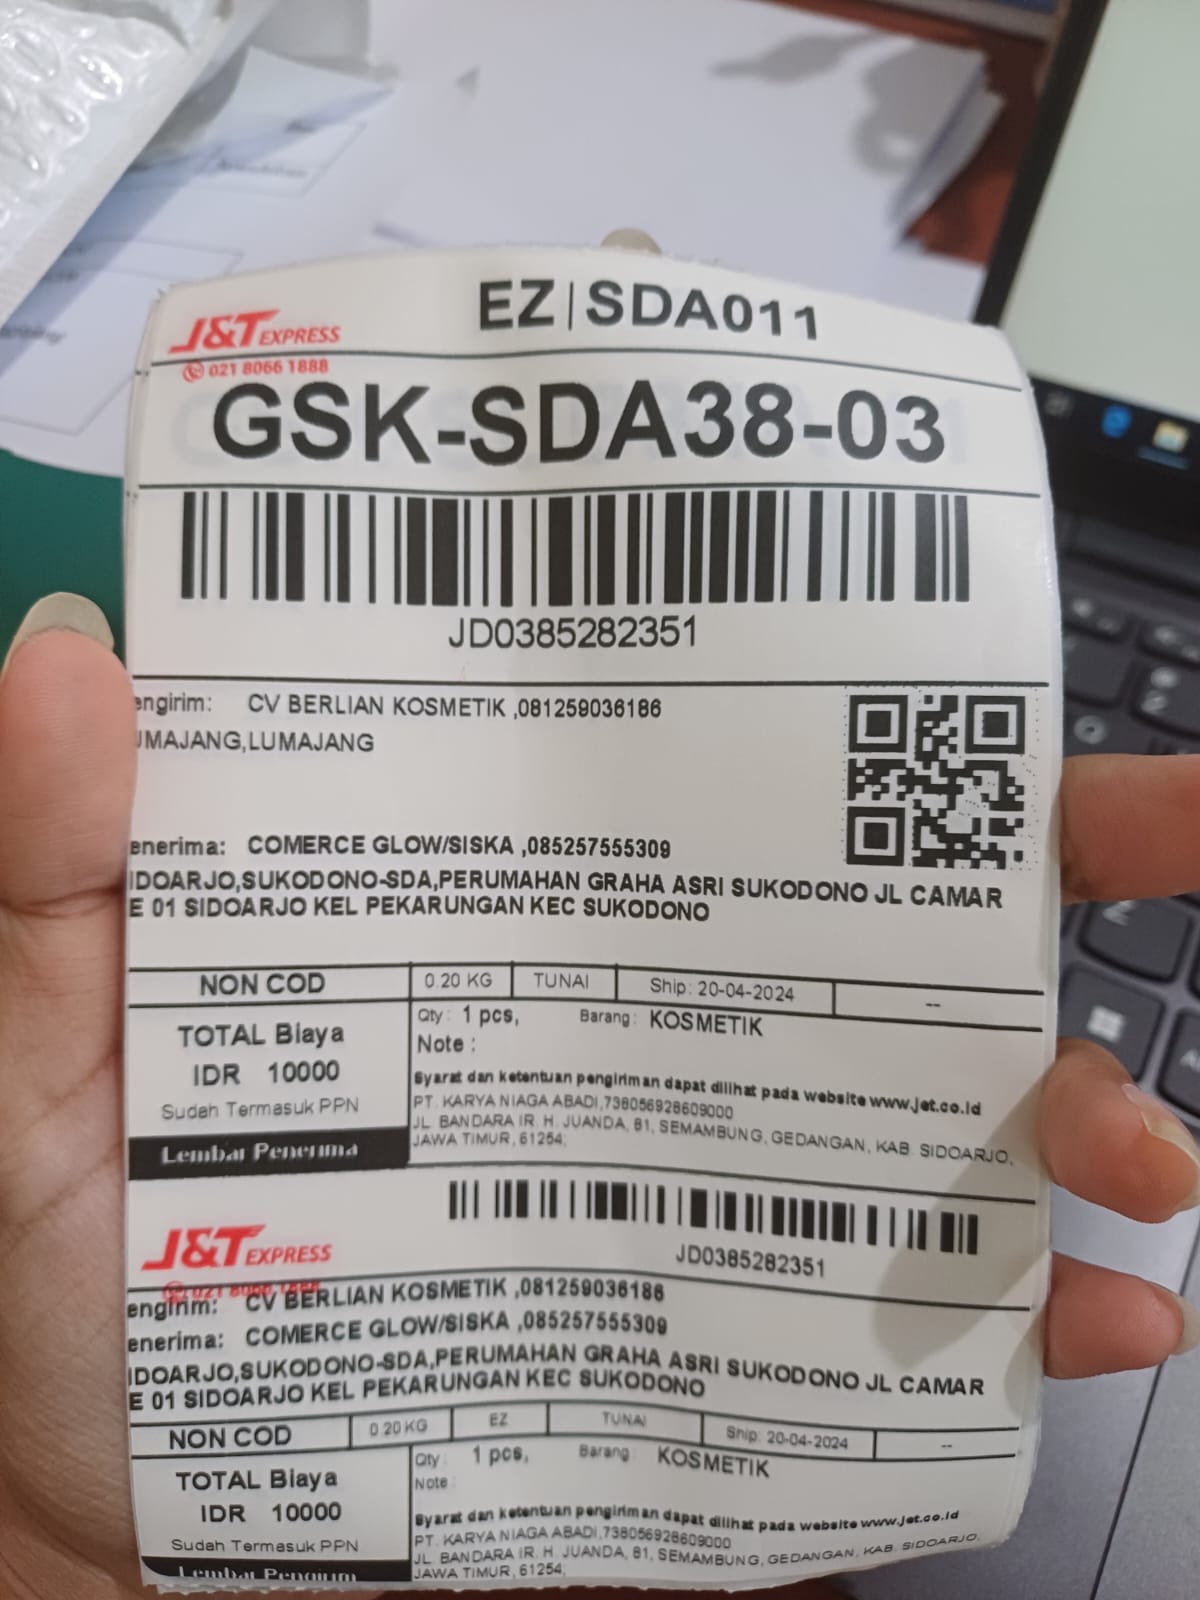 EZ|SDA011
J&T EXPRESS
021 8066 1888
GSK-SDA38-03
JD0385282351
engirim: CV BERLIAN KOSMETIK ,081259036186
UMAJANG,LUMAJANG
enerima: COMERCE GLOW/SISKA ,085257555309
IDOARJO,SUKODONO-SDA,PERUMAHAN GRAHA ASRI SUKODONO JL CAMAR
E 01 SIDOARJO KEL PEKARUNGAN KEC SUKODONO
NON COD 0.20 KG TUNAI Ship: 20-04-2024 --
TOTAL Biaya
IDR 10000
Sudah Termasuk PPN
Lembar Penerima
Qty : 1 pcs, Barang : KOSMETIK
Note :
Syarat dan ketentuan pengiriman dapat dilihat pada website www.jet.co.id
PT. KARYA NIAGA ABADI,738056928609000
JL. BANDARA IR. H. JUANDA, 81, SEMAMBUNG, GEDANGAN, KAB. SIDOARJO,
JAWA TIMUR, 61254;
J&T EXPRESS
JD0385282351
021 8066 1888
engirim: CV BERLIAN KOSMETIK ,081259036186
enerima: COMERCE GLOW/SISKA ,085257555309
IDOARJO,SUKODONO-SDA,PERUMAHAN GRAHA ASRI SUKODONO JL CAMAR
E 01 SIDOARJO KEL PEKARUNGAN KEC SUKODONO
NON COD 0.20 KG EZ TUNAI Ship: 20-04-2024 --
TOTAL Biaya
IDR 10000
Sudah Termasuk PPN
Lembar Pengirim
Qty : 1 pcs, Barang : KOSMETIK
Note :
Syarat dan ketentuan pengiriman dapat dilihat pada website www.jet.co.id
PT. KARYA NIAGA ABADI,738056928609000
JL. BANDARA IR. H. JUANDA, 81, SEMAMBUNG, GEDANGAN, KAB. SIDOARJO,
JAWA TIMUR, 61254;